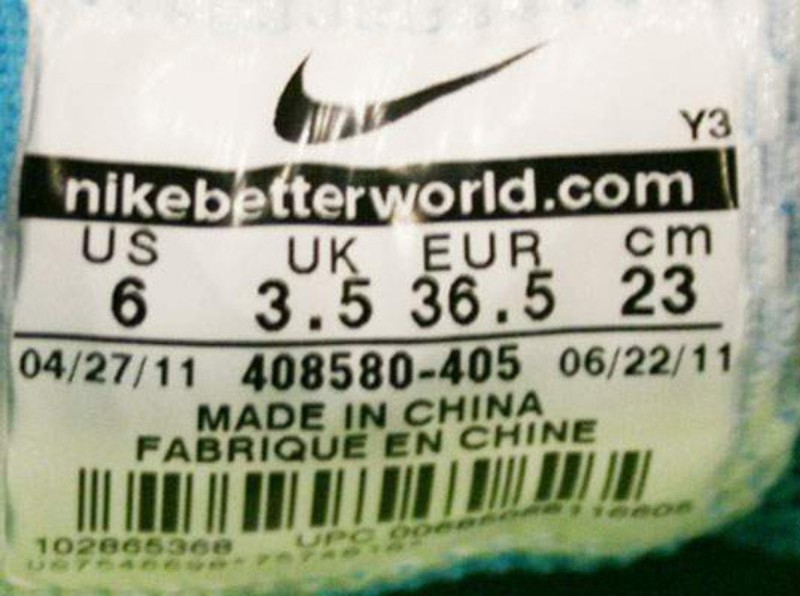 Y3
nikebetterworld.com
US UK EUR cm
6 3.5 36.5 23
04/27/11 408580-405 06/22/11
MADE IN CHINA
FABRIQUE EN CHINE
102865368 UPC